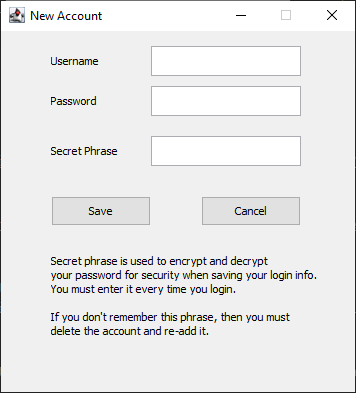 New Account
Username
Password
Secret Phrase
Save
Cancel
Secret phrase is used to encrypt and decrypt
your password for security when saving your login info.
You must enter it every time you login.
If you don't remember this phrase, then you must
delete the account and re-add it.